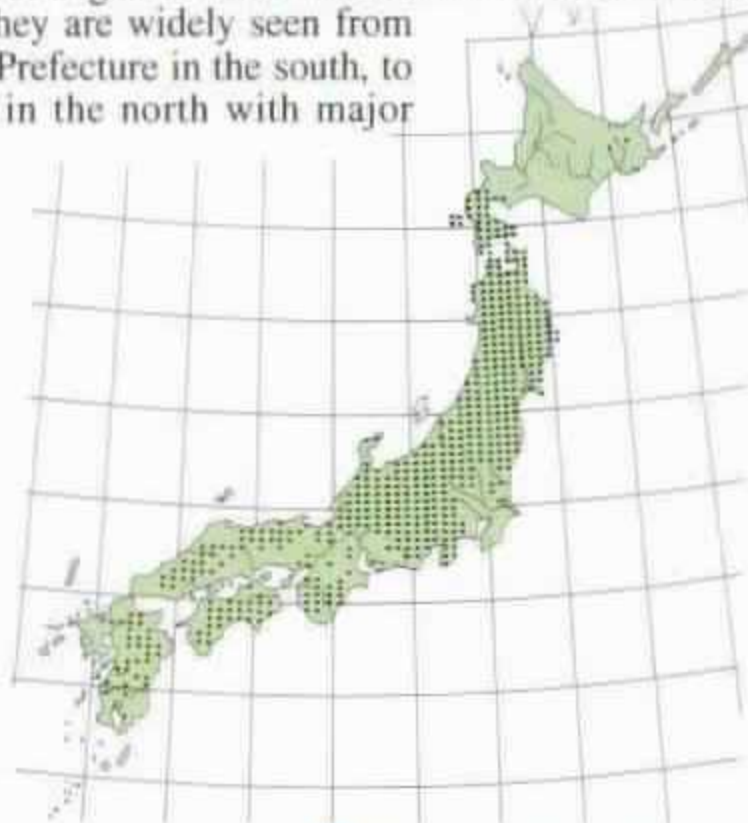 hey are widely seen from
Prefecture in the south, to
in the north with major